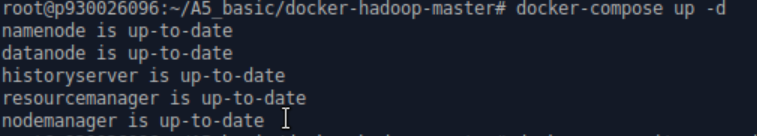 root@p930026096:~/A5_basic/docker-hadoop-master# docker-compose up -d
namenode is up-to-date
datanode is up-to-date
historyserver is up-to-date
resourcemanager is up-to-date
nodemanager is up-to-date